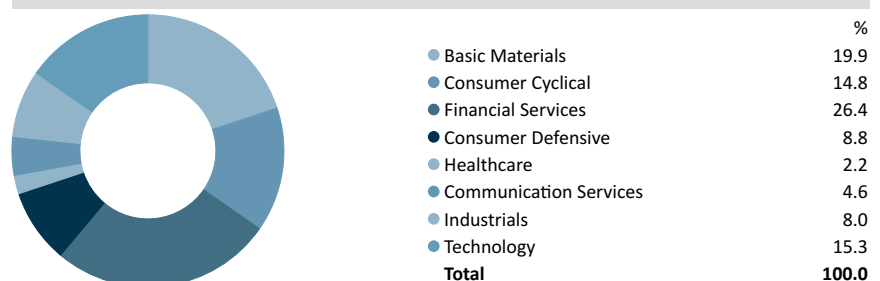 %
Basic Materials 19.9
Consumer Cyclical 14.8
Financial Services 26.4
Consumer Defensive 8.8
Healthcare 2.2
Communication Services 4.6
Industrials 8.0
Technology 15.3
Total 100.0